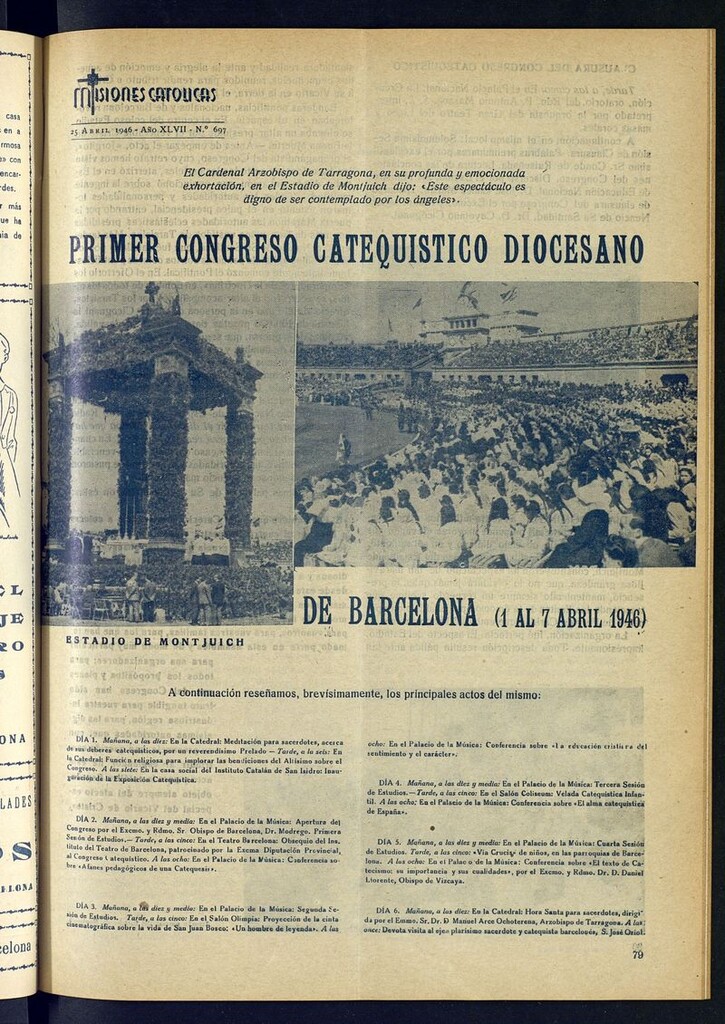 MISIONES CATOLICAS
25 ABRIL 1946 - AÑO XLVII - N.º 697
El Cardenal Arzobispo de Tarragona, en su profunda y emocionada
exhortación, en el Estadio de Montjuich dijo: «Este espectáculo es
digno de ser contemplado por los ángeles».
PRIMER CONGRESO CATEQUISTICO DIOCESANO
DE BARCELONA (1 AL 7 ABRIL 1946)
ESTADIO DE MONTJUICH
A continuación reseñamos, brevísimamente, los principales actos del mismo:
DÍA 1. Mañana, a las diez: En la Catedral: Meditación para sacerdotes, acerca
de sus deberes catequísticos, por un reverendísimo Prelado — Tarde, a las seis: En la
Catedral: Función religiosa para implorar las bendiciones del Altísimo sobre el
Congreso. A las siete: En la casa social del Instituto Catalán de San Isidro: Inau-
guración de la Exposición Catequística.
DÍA 2. Mañana, a las diez y media: En el Palacio de la Música: Apertura del
Congreso por el Excmo. y Rdmo. Sr. Obispo de Barcelona, Dr. Modrego. Primera
Sesión de Estudios.— Tarde, a las cinco: En el Teatro Barcelona: Obsequio del Ins-
tituto del Teatro de Barcelona, patrocinado por la Excma Diputación Provincial,
al Congreso Catequístico. A las ocho: En el Palacio de la Música: Conferencia so-
bre «Afanes pedagógicos de una Catequesis».
DÍA 3. Mañana, a las diez y media: En el Palacio de la Música: Segunda Se-
sión de Estudios. Tarde, a las cinco: En el Salón Olimpia: Proyección de la cinta
cinematográfica sobre la vida de San Juan Bosco: «Un hombre de leyenda». A las
ocho: En el Palacio de la Música: Conferencia sobre «La educación cristiana del
sentimiento y el carácter».
DÍA 4. Mañana, a las diez y media: En el Palacio de la Música: Tercera Sesión
de Estudios.—Tarde, a las cinco: En el Salón Coliseum: Velada Catequística Infan-
til. A las ocho: En el Palacio de la Música: Conferencia sobre «El alma catequística
de España».
DÍA 5. Mañana, a las diez y media: En el Palacio de la Música: Cuarta Sesión
de Estudios. Tarde, a las cinco: «Vía Crucis» de niños, en las parroquias de Barce-
lona. A las ocho: En el Palacio de la Música: Conferencia sobre «El texto de Ca-
tecismo: su importancia y sus cualidades», por el Excmo. y Rdmo. Dr. D. Daniel
Llorente, Obispo de Vizcaya.
DÍA 6. Mañana, a las diez: En la Catedral: Hora Santa para sacerdotes, dirigi-
da por el Emmo. Sr. Dr. D Manuel Arce Ochotorena, Arzobispo de Tarragona. A las
once: Devota visita al ejemplarísimo sacerdote y catequista barcelonés, S. José Oriol.
79